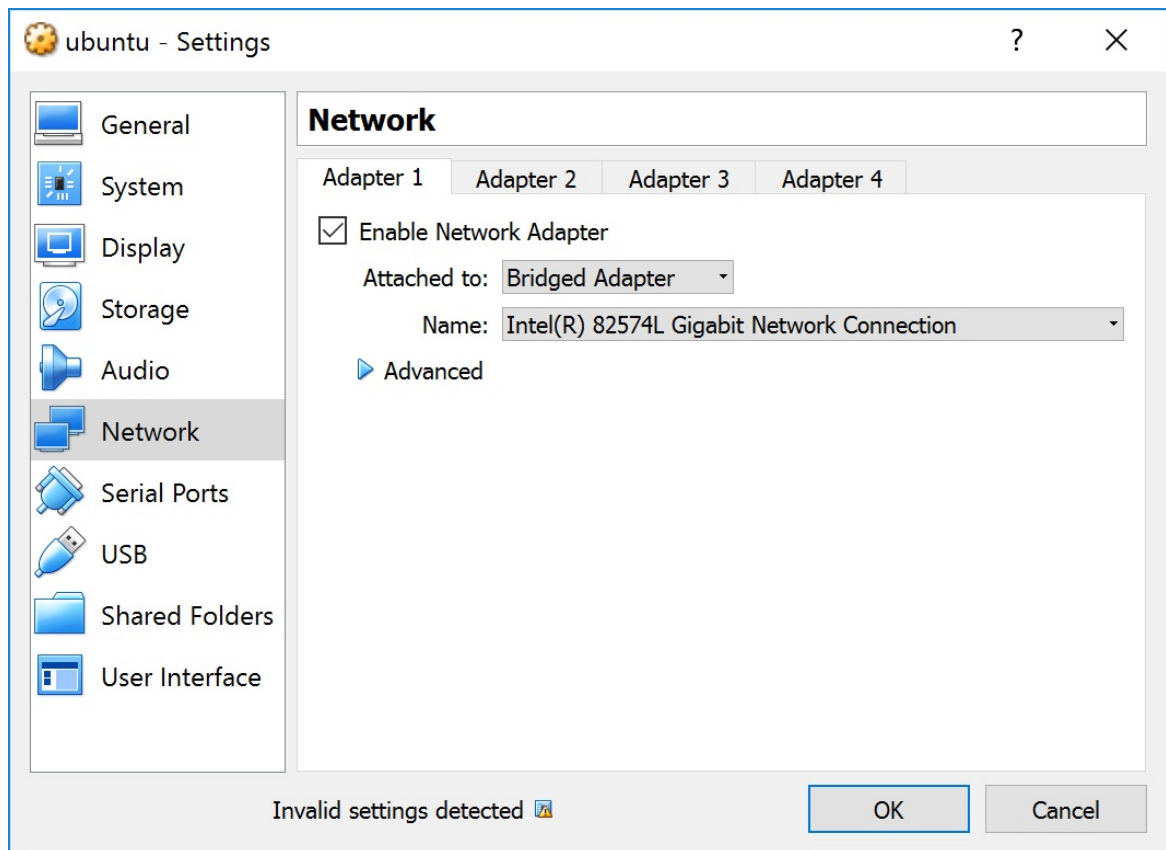 ubuntu - Settings
?
General
System
Display
Storage
Audio
Network
Serial Ports
USB
Shared Folders
User Interface
Network
Adapter 1 Adapter 2 Adapter 3 Adapter 4
Enable Network Adapter
Attached to: Bridged Adapter
Name: Intel(R) 82574L Gigabit Network Connection
Advanced
Invalid settings detected
OK Cancel